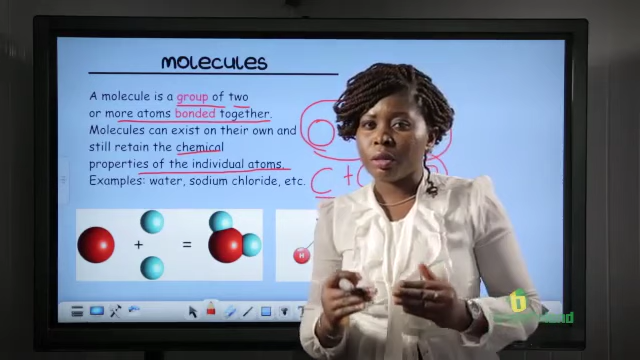 MOLECULES
A molecule is a group of two
or more atoms bonded together.
Molecules can exist on their own and
still retain the chemical
properties of the individual atoms.
Examples: water, sodium chloride, etc.
C +
+ =
H
6